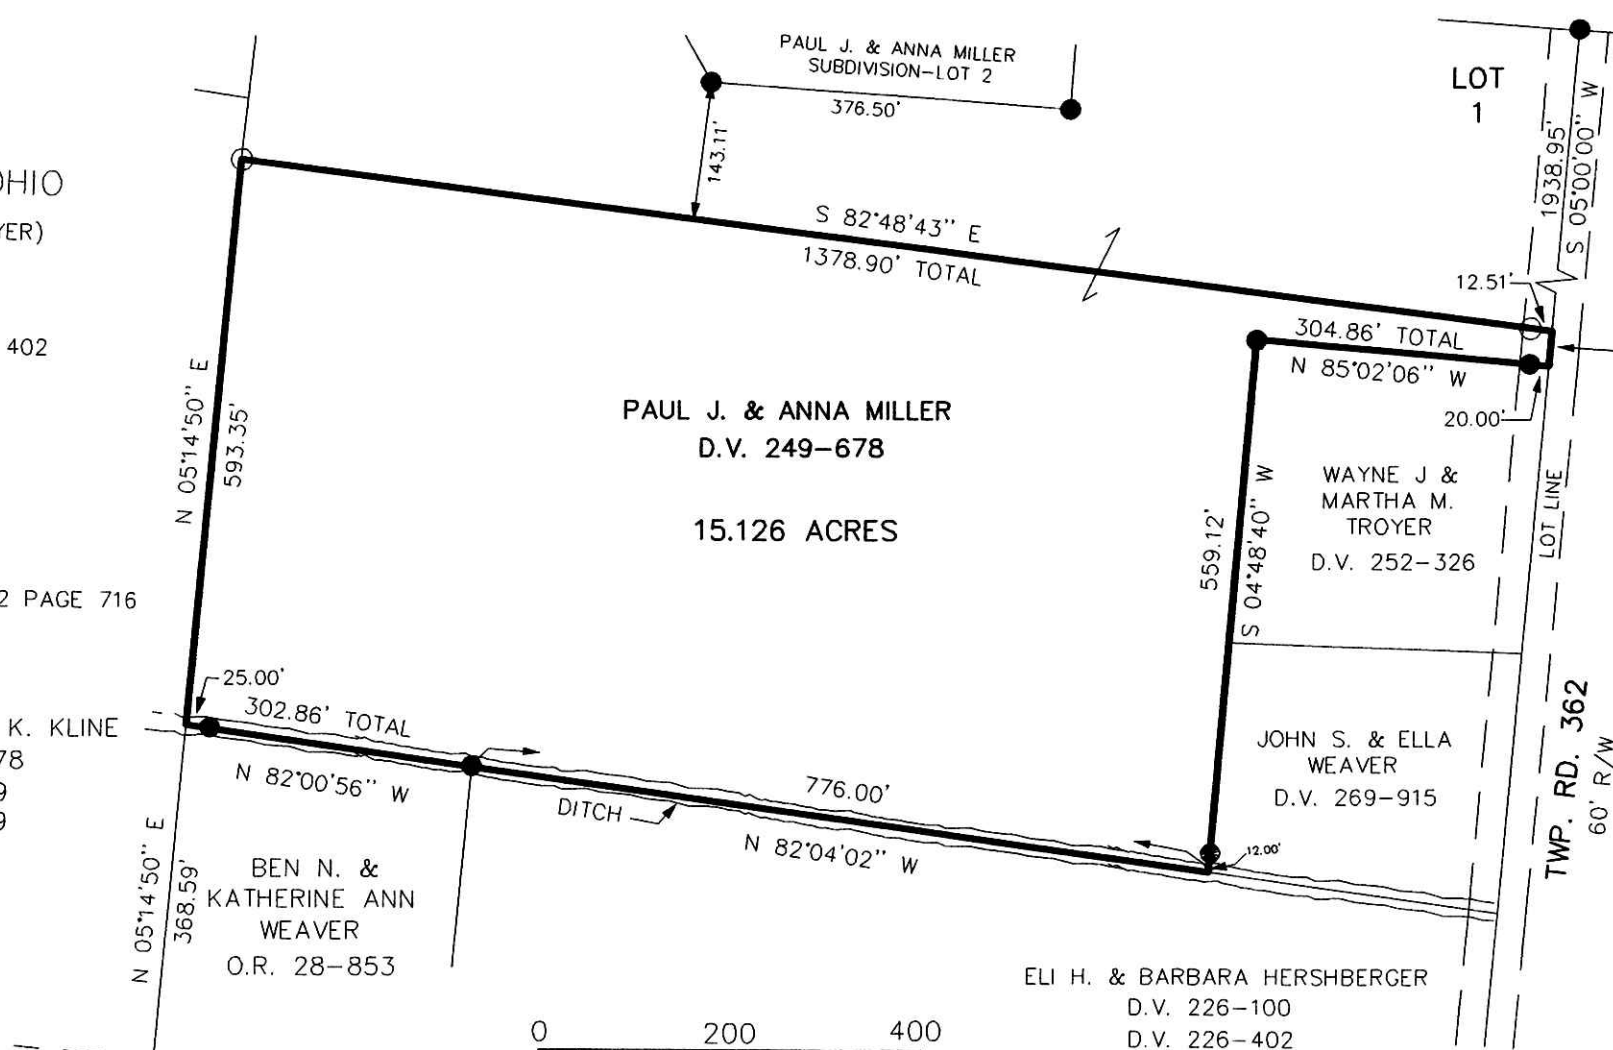 PAUL J. & ANNA MILLER
SUBDIVISION-LOT 2
376.50'
143.11'
LOT
1
1938.95'
S 05°00'00" W
OHIO
YER)
402
S 82°48'43" E
1378.90' TOTAL
12.51'
304.86' TOTAL
N 85°02'06" W
20.00'
N 05°14'50" E
593.35'
PAUL J. & ANNA MILLER
D.V. 249-678
15.126 ACRES
559.12'
S 04°48'40" W
WAYNE J &
MARTHA M.
TROYER
D.V. 252-326
LOT LINE
2 PAGE 716
25.00'
302.86' TOTAL
N 82°00'56" W
K. KLINE
78
9
9
DITCH
776.00'
N 82°04'02" W
12.00'
JOHN S. & ELLA
WEAVER
D.V. 269-915
TWP. RD. 362
60' R/W
N 05°14'50" E
368.59'
BEN N. &
KATHERINE ANN
WEAVER
O.R. 28-853
ELI H. & BARBARA HERSHBERGER
D.V. 226-100
D.V. 226-402
0 200 400